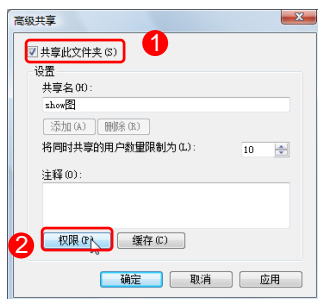 高级共享
共享此文件夹(S)
1
设置
共享名(H):
show图
添加(A) 删除(R)
将同时共享的用户数量限制为(L): 10
注释(O):
2
权限(P) 缓存(C)
确定 取消 应用